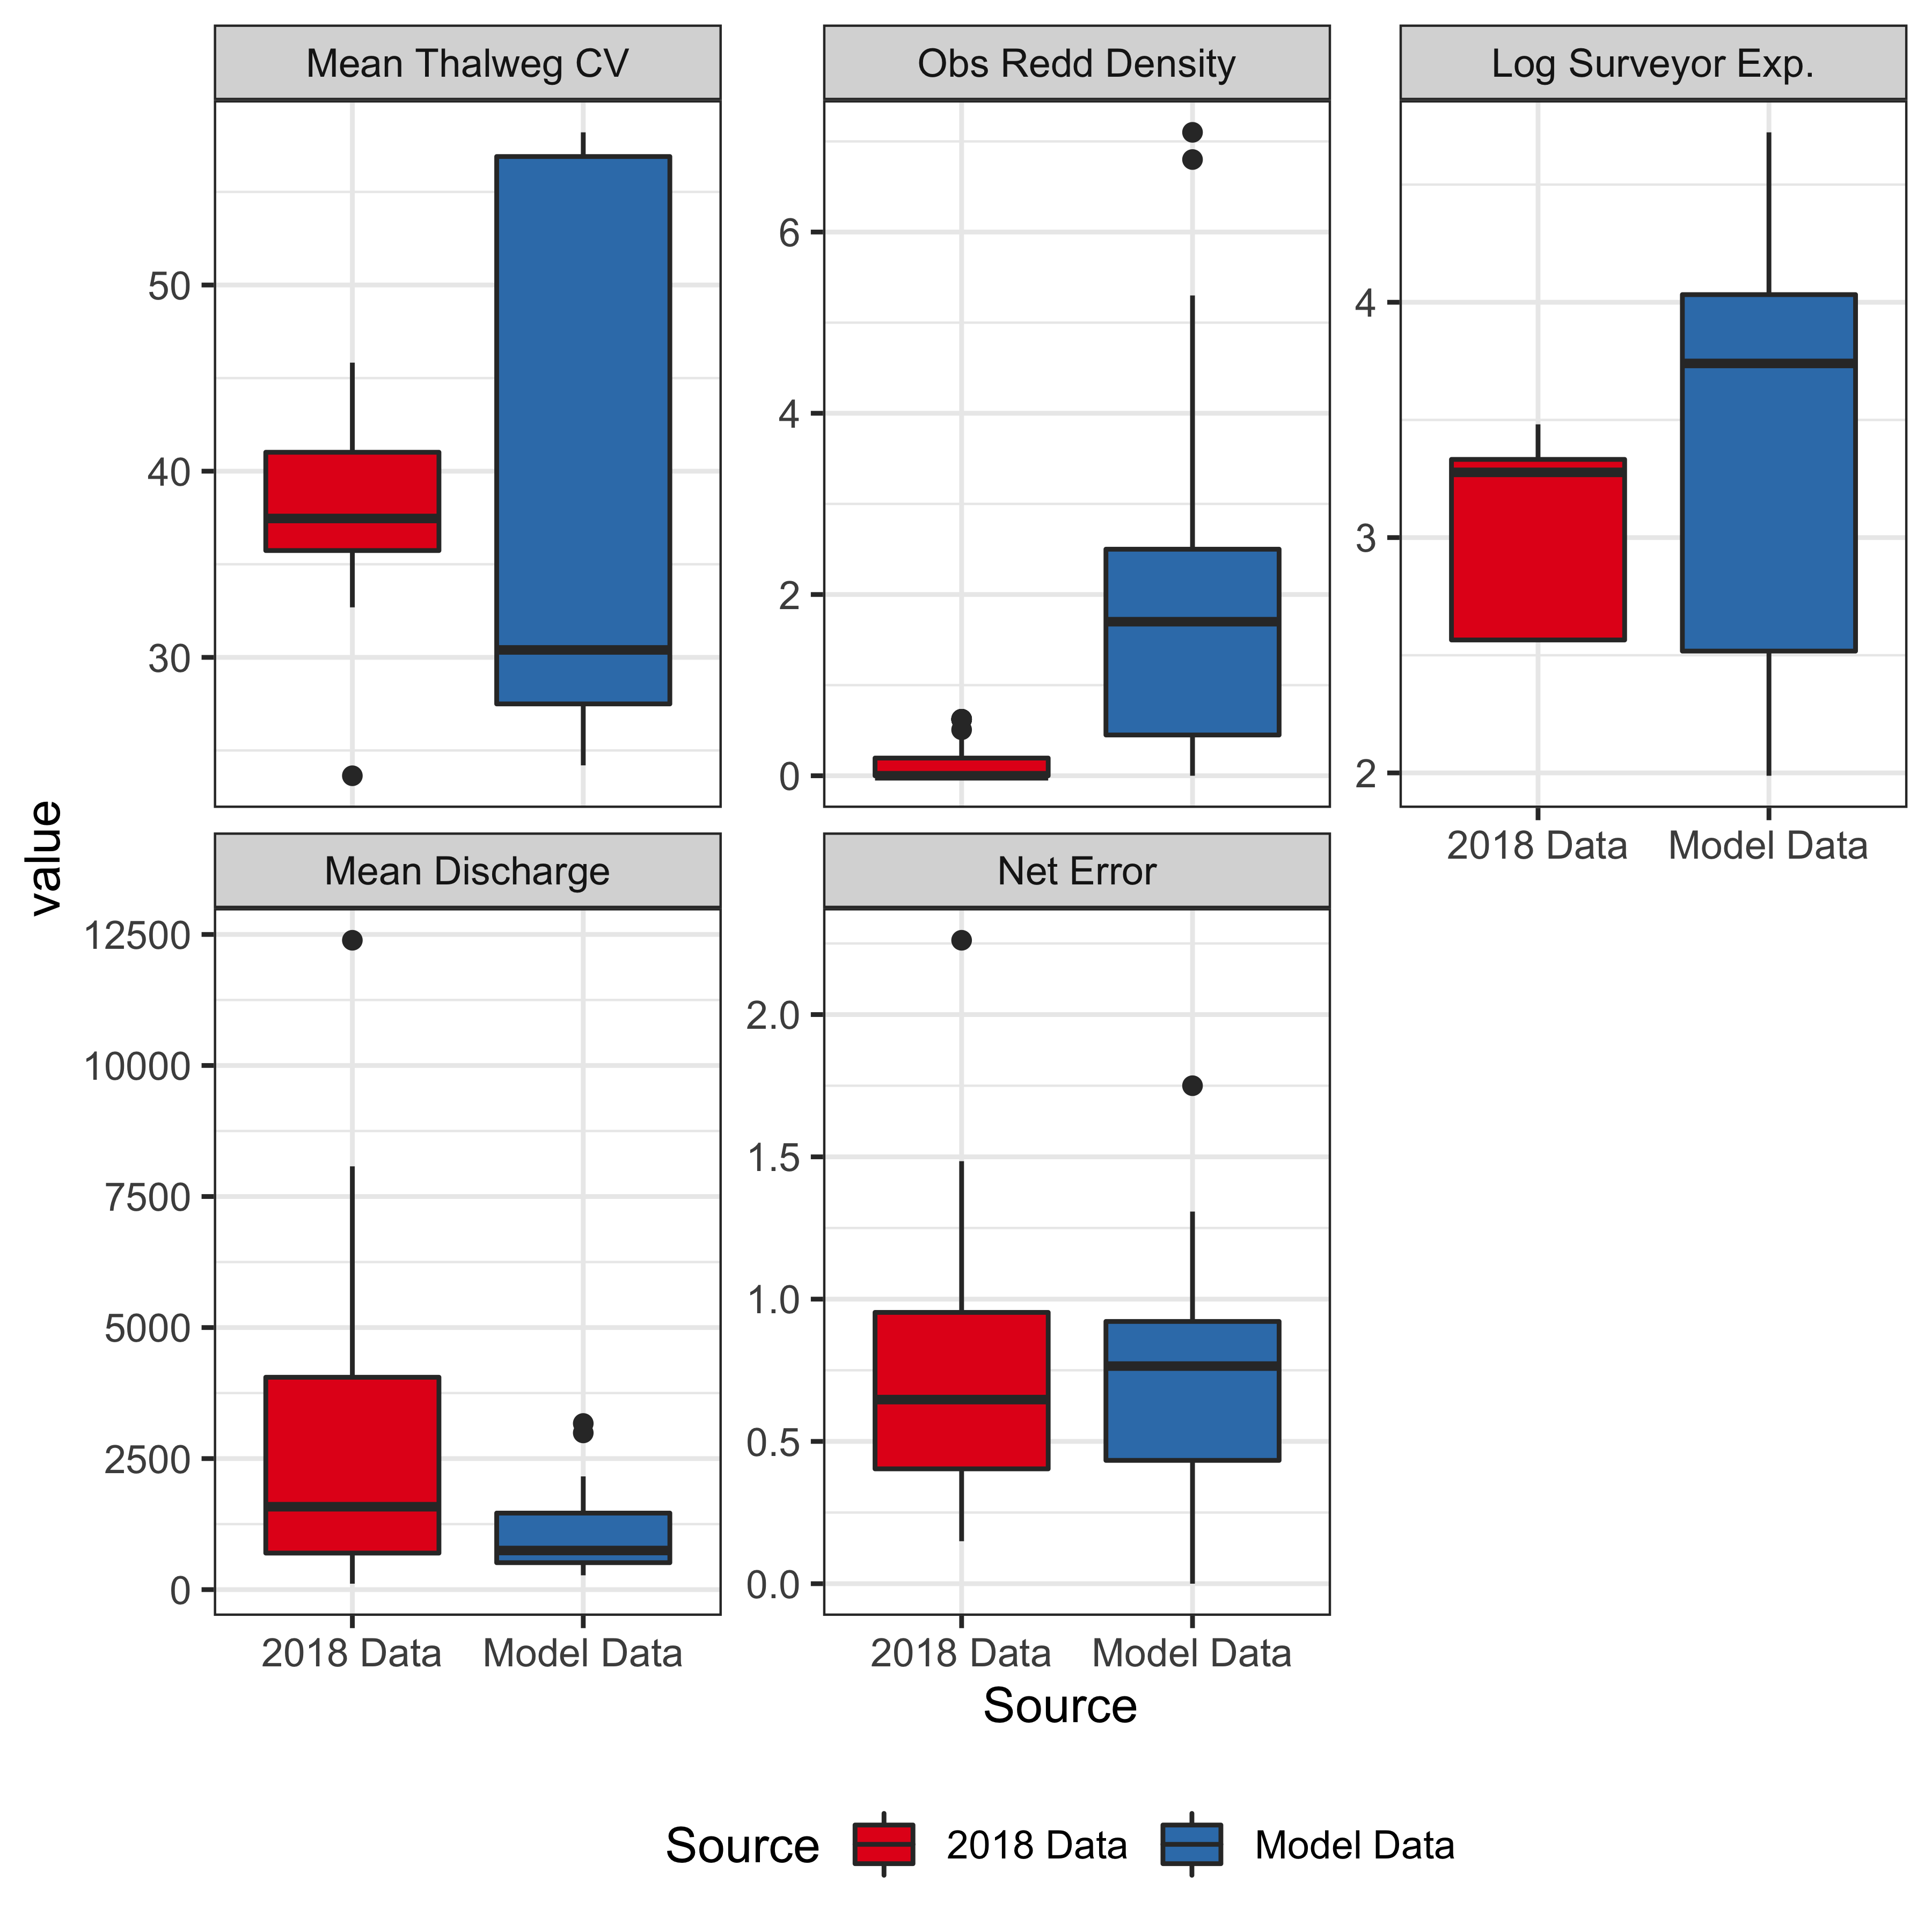 Mean Thalweg CV
Obs Redd Density
Log Surveyor Exp.
50
40
30
6
4
2
0
4
3
2
2018 Data
Model Data
value
Mean Discharge
Net Error
12500
10000
7500
5000
2500
0
2.0
1.5
1.0
0.5
0.0
2018 Data
Model Data
2018 Data
Model Data
Source
Source
2018 Data
Model Data